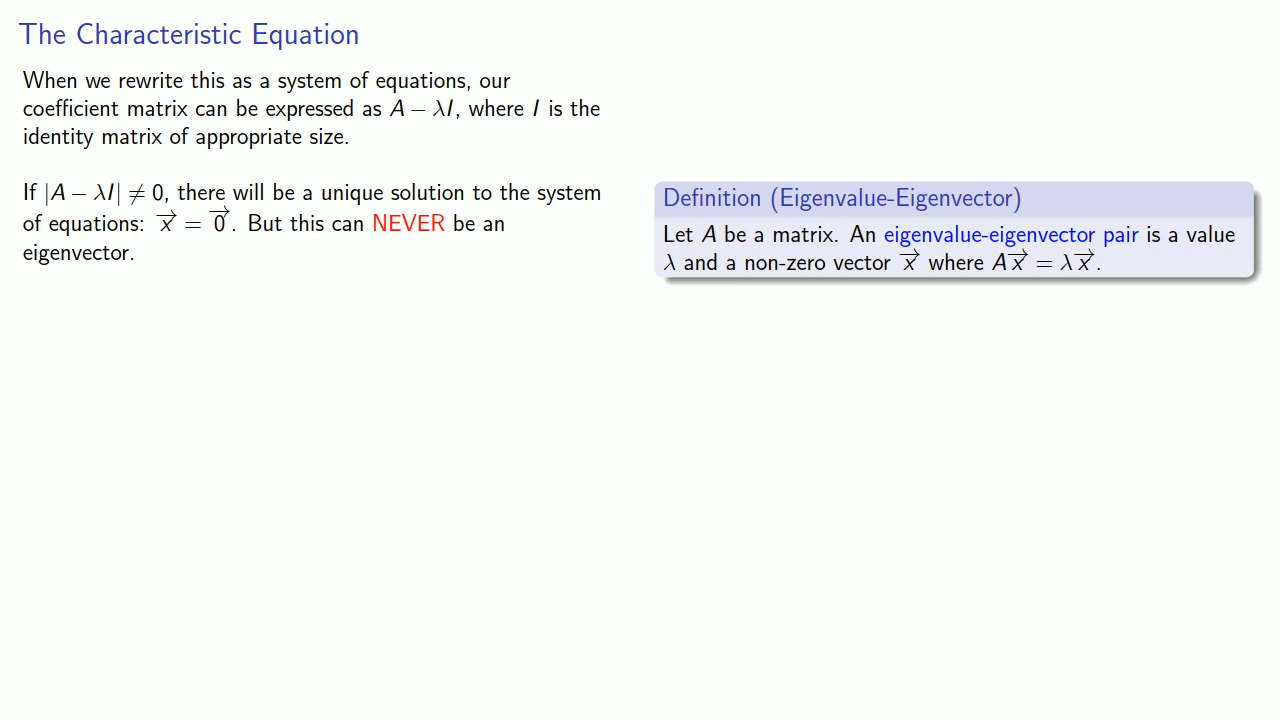 The Characteristic Equation
When we rewrite this as a system of equations, our
coefficient matrix can be expressed as A − λI, where I is the
identity matrix of appropriate size.
If |A − λI| ≠ 0, there will be a unique solution to the system
of equations: x⃗ = 0⃗. But this can NEVER be an
eigenvector.
Definition (Eigenvalue-Eigenvector)
Let A be a matrix. An eigenvalue-eigenvector pair is a value
λ and a non-zero vector x⃗ where Ax⃗ = λx⃗.